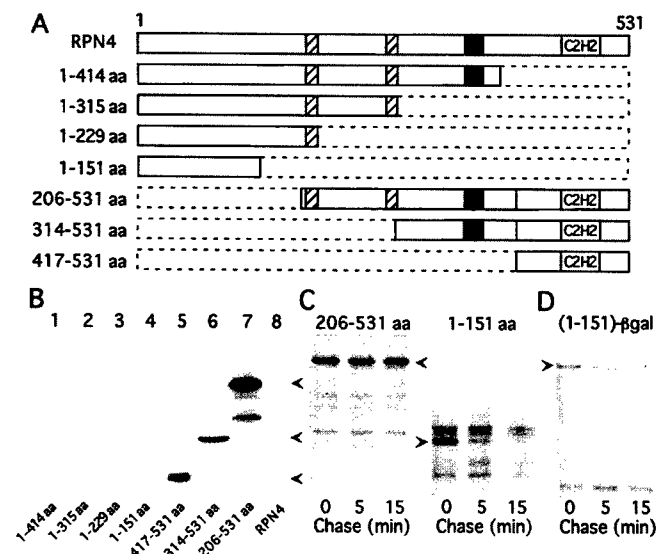 A
1
531
RPN4
C2H2
1-414 aa
1-315 aa
1-229 aa
1-151 aa
206-531 aa
C2H2
314-531 aa
C2H2
417-531 aa
C2H2
B 1 2 3 4 5 6 7 8
1-414 aa
1-315 aa
1-229 aa
1-151 aa
417-531 aa
314-531 aa
206-531 aa
RPN4
C
206-531 aa
1-151 aa
0 5 15
Chase (min)
0 5 15
Chase (min)
D
(1-151)-βgal
0 5 15
Chase (min)